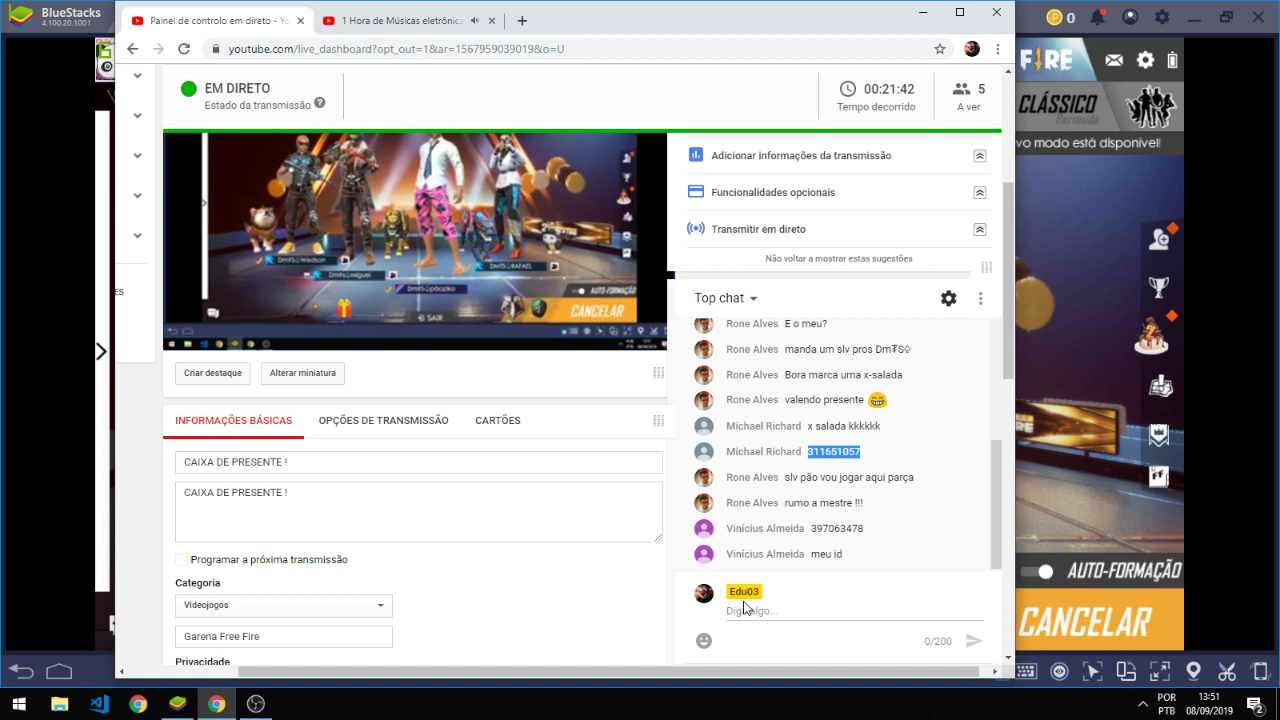 BlueStacks
4.100.20.1001
Painel de controlo em direto - Yo
1 Hora de Músicas eletrônica
0
youtube.com/live_dashboard?opt_out=1&ar=1567959039019&o=U
EM DIRETO
Estado da transmissão
00:21:42
Tempo decorrido
5
A ver
Adicionar informações da transmissão
Funcionalidades opcionais
Transmitir em direto
Não voltar a mostrar estas sugestões
ES
AUTO-FORMAÇÃO
CANCELAR
SAIR
Criar destaque
Alterar miniatura
INFORMAÇÕES BÁSICAS
OPÇÕES DE TRANSMISSÃO
CARTÕES
CAIXA DE PRESENTE !
CAIXA DE PRESENTE !
Programar a próxima transmissão
Categoria
Videojogos
Garena Free Fire
Privacidade
Top chat
Rone Alves E o meu?
Rone Alves manda um slv pros Dm₮S♧
Rone Alves Bora marca uma x-salada
Rone Alves valendo presente 😁
Michael Richard x salada kkkkkk
Michael Richard 311651057
Rone Alves slv pão vou jogar aqui parça
Rone Alves rumo a mestre !!!
Vinícius Almeida 397063478
Vinícius Almeida meu id
Edu03
0/200
FIRE
CLÁSSICO
Bermuda
vo modo está disponível!
AUTO-FORMAÇÃO
CANCELAR
POR
PTB
13:51
08/09/2019
2